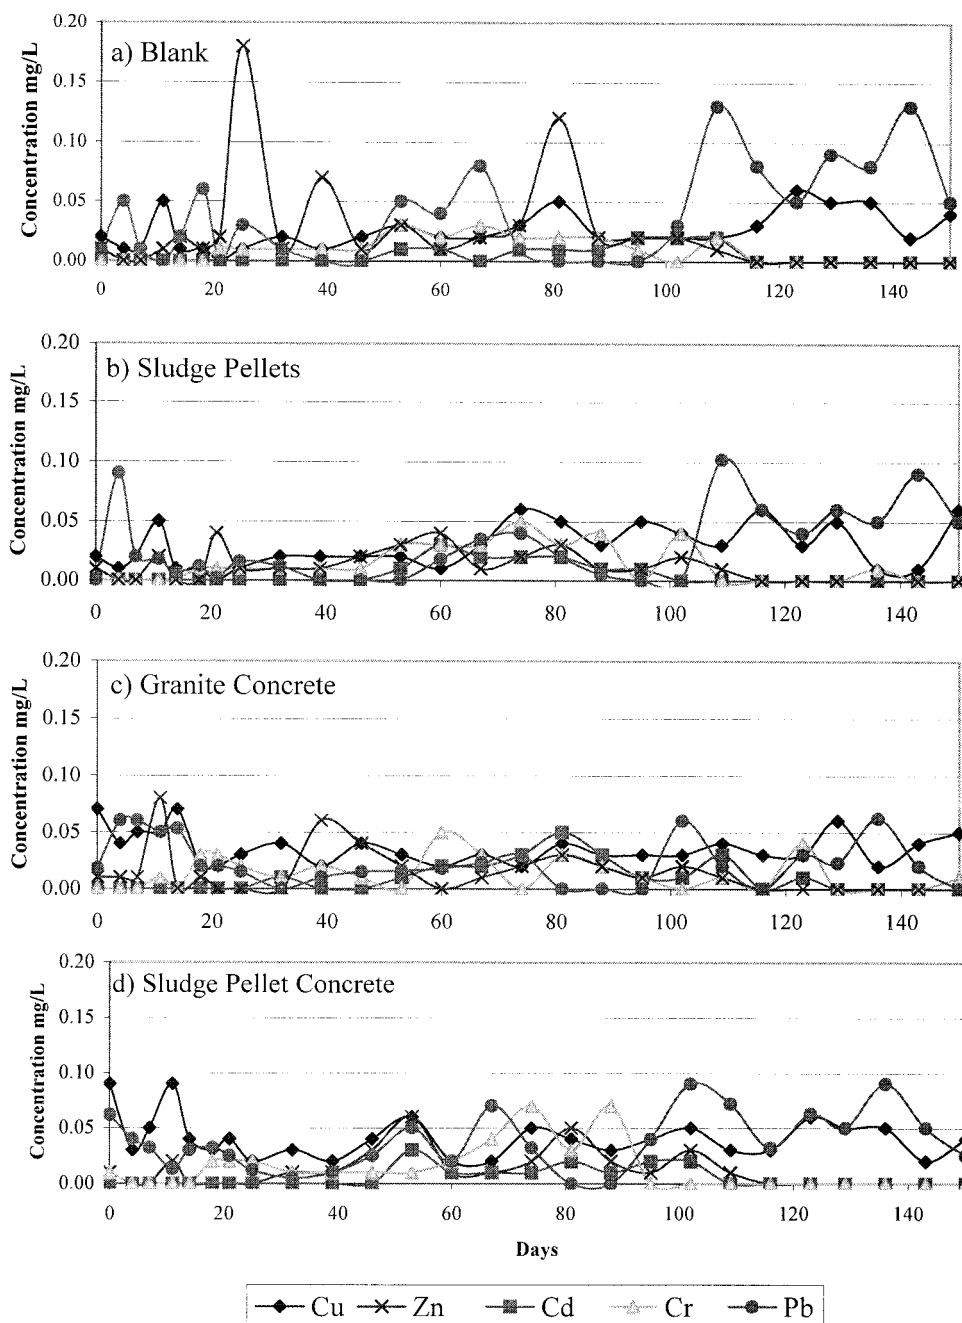 a) Blank
Concentration mg/L
0.20
0.15
0.10
0.05
0.00
0 20 40 60 80 100 120 140
b) Sludge Pellets
Concentration mg/L
0.20
0.15
0.10
0.05
0.00
0 20 40 60 80 100 120 140
c) Granite Concrete
Concentration mg/L
0.20
0.15
0.10
0.05
0.00
0 20 40 60 80 100 120 140
d) Sludge Pellet Concrete
Concentration mg/L
0.20
0.15
0.10
0.05
0.00
0 20 40 60 80 100 120 140
Days
Cu Zn Cd Cr Pb